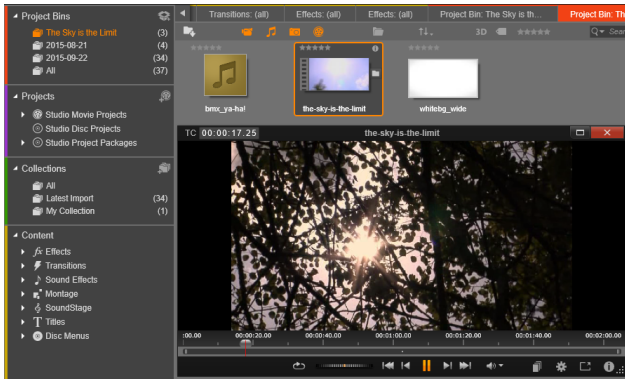 Project Bins
The Sky is the Limit (3)
2015-08-21 (4)
2015-09-22 (34)
All (37)
Projects
Studio Movie Projects
Studio Disc Projects
Studio Project Packages
Collections
All
Latest Import (34)
My Collection (1)
Content
fx Effects
Transitions
Sound Effects
Montage
SoundStage
T Titles
Disc Menus
Transitions: (all) Effects: (all) Effects: (all) Project Bin: The Sky is th... Project Bin: Th
3D Sear
bmx_ya-ha! the-sky-is-the-limit whitebg_wide
TC 00:00:17.25 the-sky-is-the-limit
:00.00 00:00:20.00 00:00:40.00 00:01:00.00 00:01:20.00 00:01:40.00 00:02:00.00